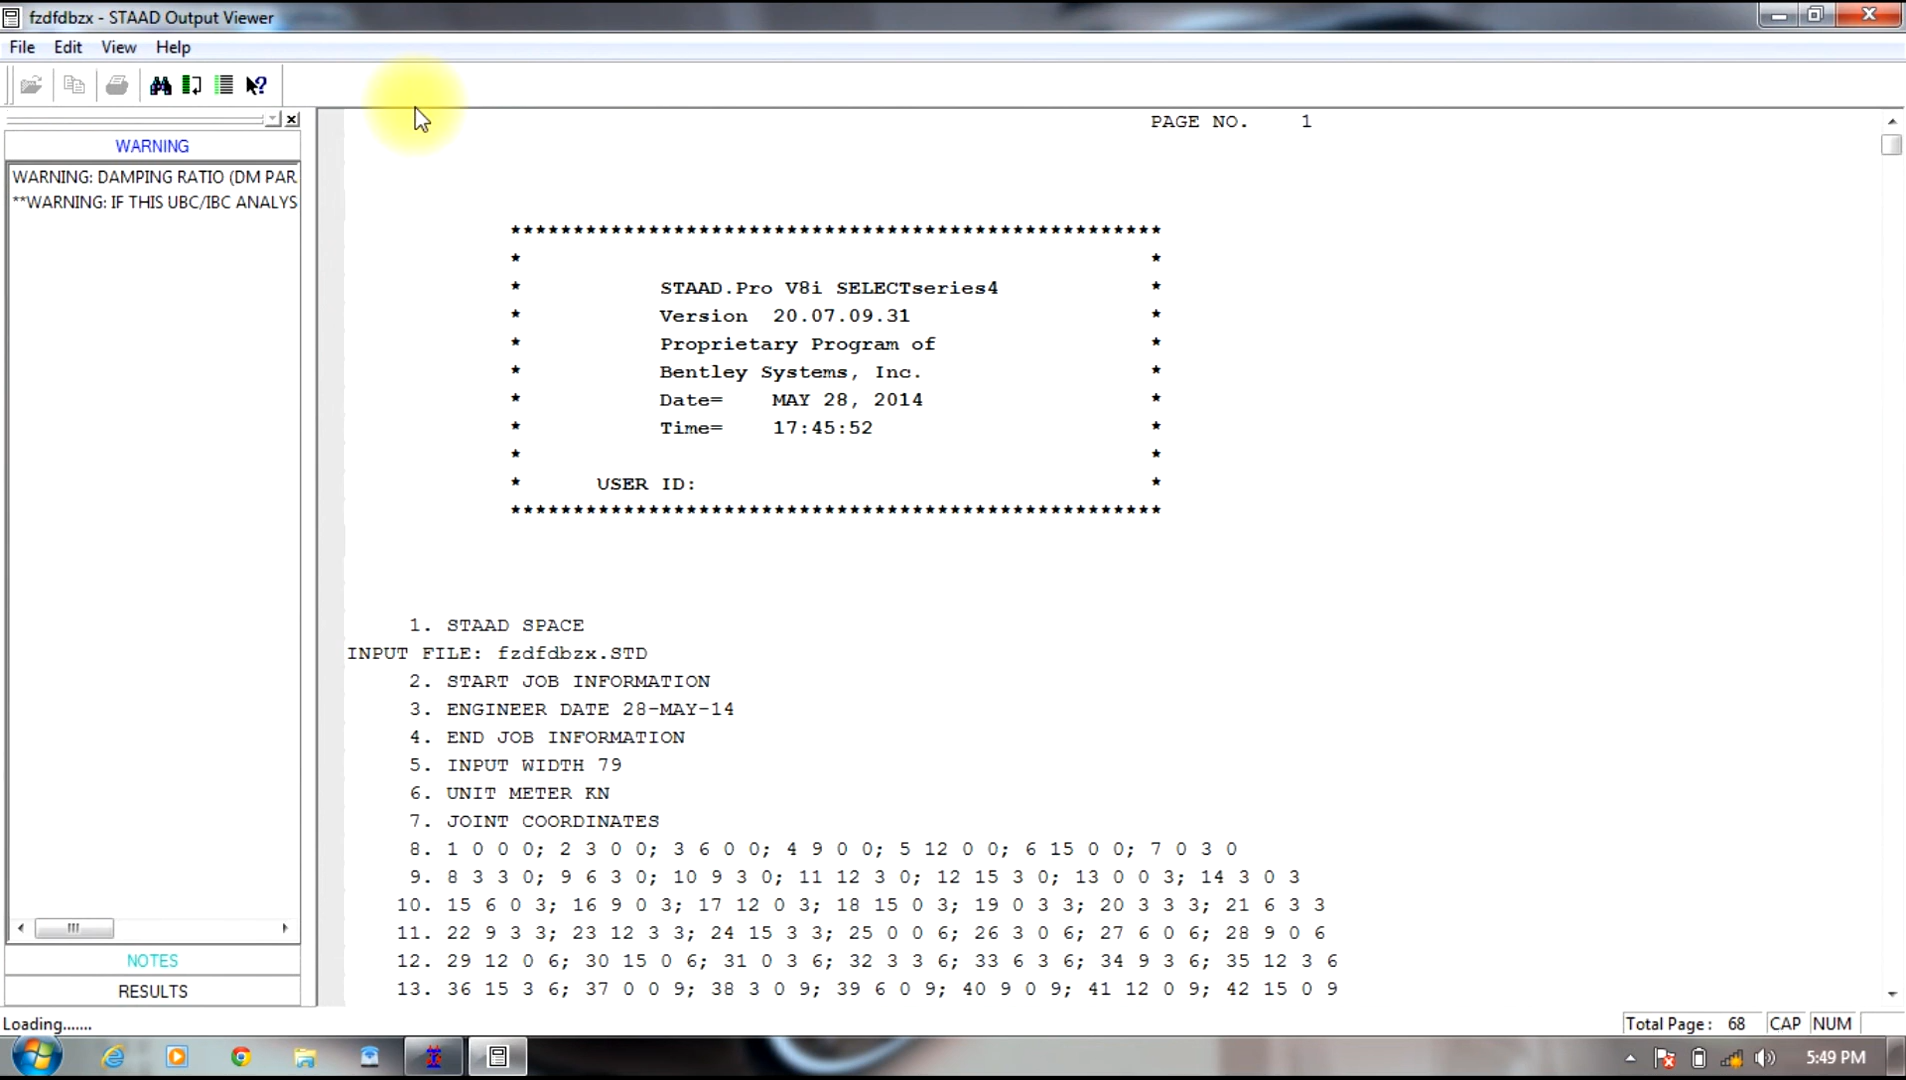 fzdfdbzx - STAAD Output Viewer
File Edit View Help
WARNING
WARNING: DAMPING RATIO (DM PAR
**WARNING: IF THIS UBC/IBC ANALYS
NOTES
RESULTS
PAGE NO. 1
****************************************************
* *
* STAAD.Pro V8i SELECTseries4 *
* Version 20.07.09.31 *
* Proprietary Program of *
* Bentley Systems, Inc. *
* Date= MAY 28, 2014 *
* Time= 17:45:52 *
* *
* USER ID: *
****************************************************
1. STAAD SPACE
INPUT FILE: fzdfdbzx.STD
2. START JOB INFORMATION
3. ENGINEER DATE 28-MAY-14
4. END JOB INFORMATION
5. INPUT WIDTH 79
6. UNIT METER KN
7. JOINT COORDINATES
8. 1 0 0 0; 2 3 0 0; 3 6 0 0; 4 9 0 0; 5 12 0 0; 6 15 0 0; 7 0 3 0
9. 8 3 3 0; 9 6 3 0; 10 9 3 0; 11 12 3 0; 12 15 3 0; 13 0 0 3; 14 3 0 3
10. 15 6 0 3; 16 9 0 3; 17 12 0 3; 18 15 0 3; 19 0 3 3; 20 3 3 3; 21 6 3 3
11. 22 9 3 3; 23 12 3 3; 24 15 3 3; 25 0 0 6; 26 3 0 6; 27 6 0 6; 28 9 0 6
12. 29 12 0 6; 30 15 0 6; 31 0 3 6; 32 3 3 6; 33 6 3 6; 34 9 3 6; 35 12 3 6
13. 36 15 3 6; 37 0 0 9; 38 3 0 9; 39 6 0 9; 40 9 0 9; 41 12 0 9; 42 15 0 9
Loading.......
Total Page: 68 CAP NUM
5:49 PM